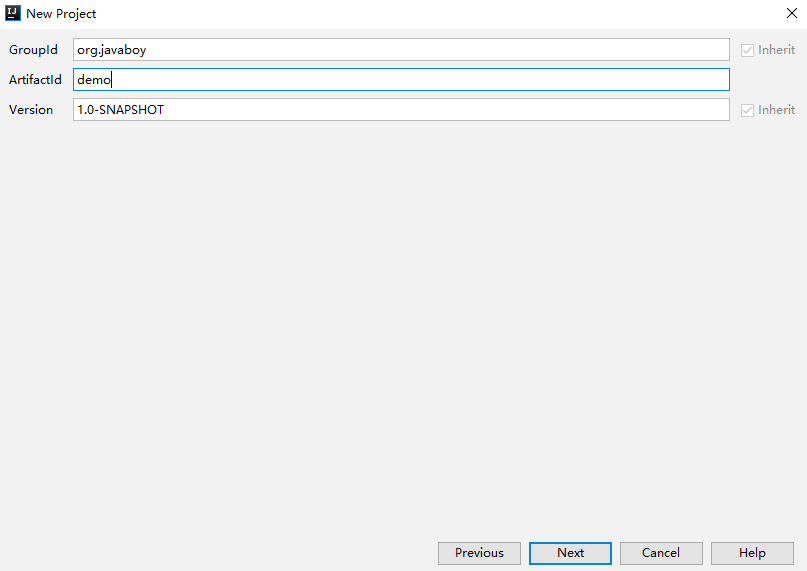 IJ New Project
GroupId org.javaboy Inherit
ArtifactId demo
Version 1.0-SNAPSHOT Inherit
Previous Next Cancel Help